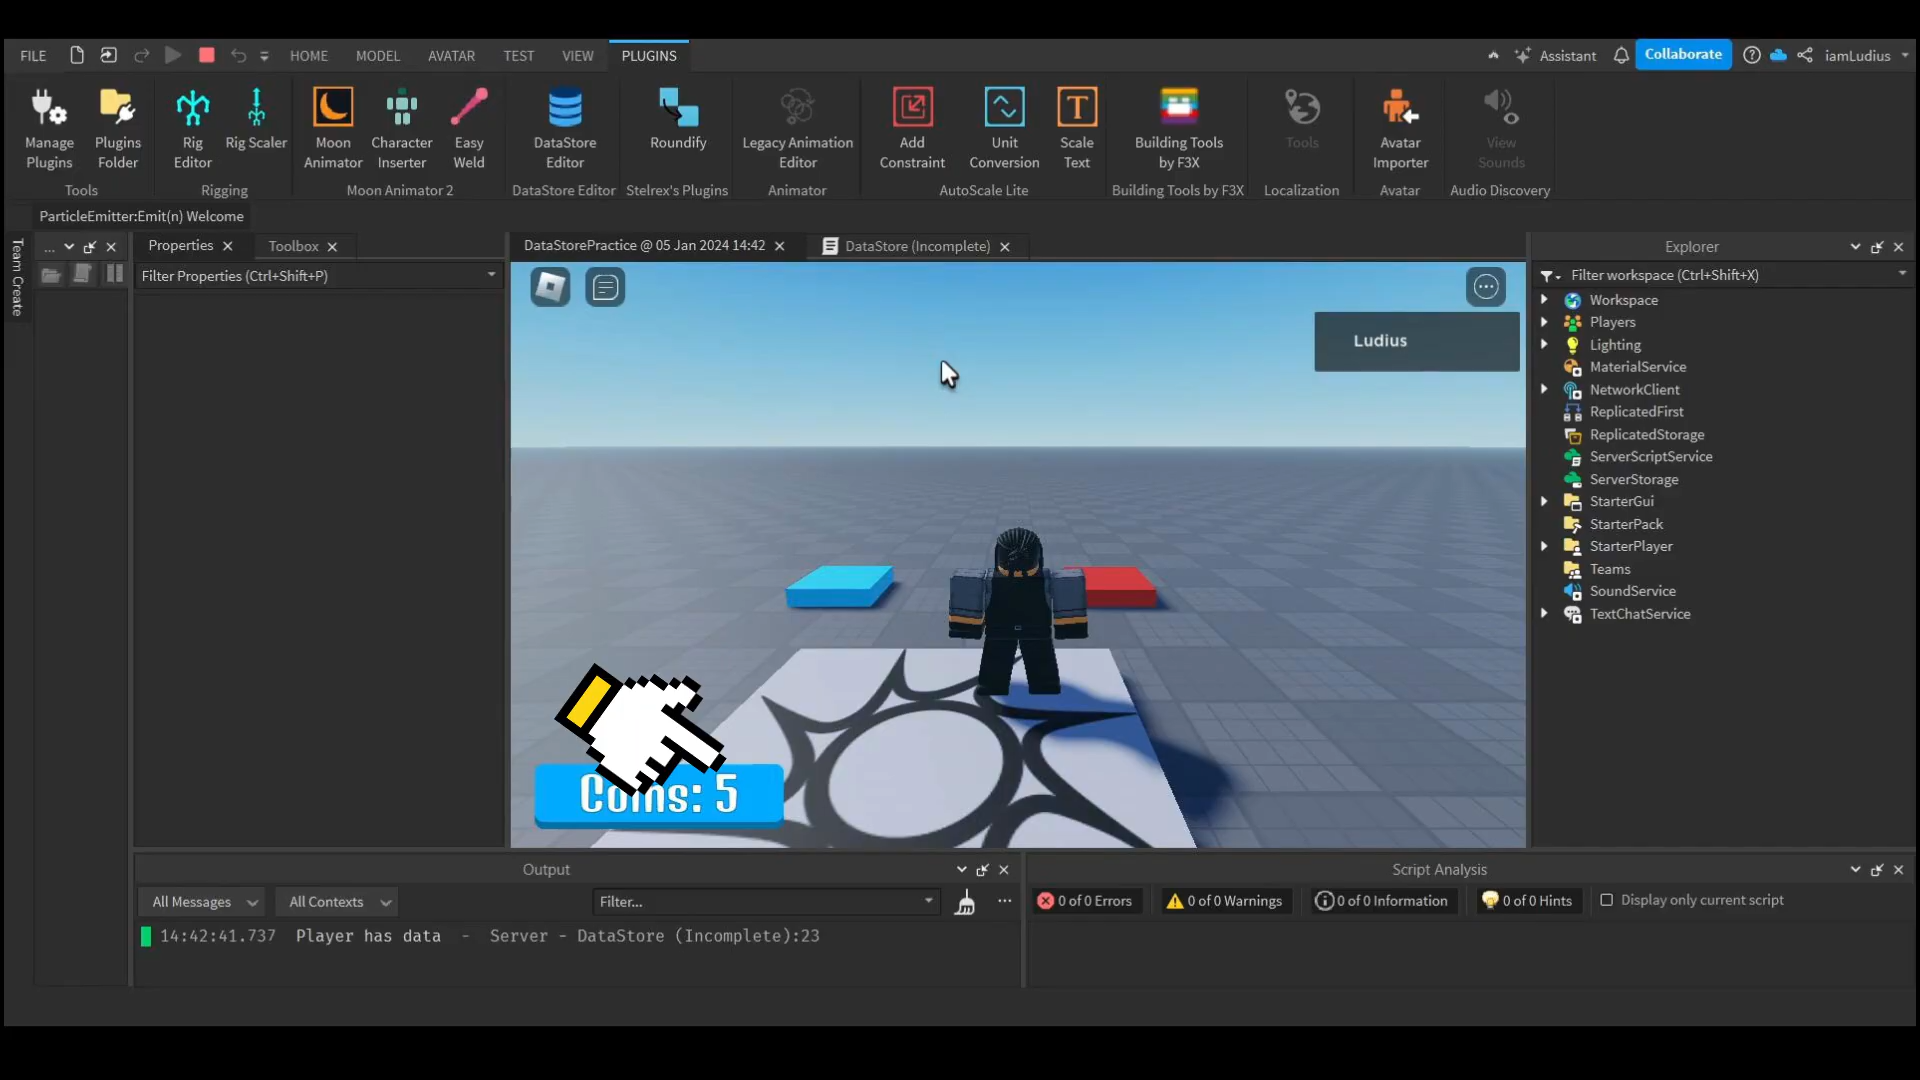 FILE HOME MODEL AVATAR TEST VIEW PLUGINS Assistant Collaborate iamLudius
Manage Plugins
Plugins Folder
Rig Editor
Rig Scaler
Moon Animator
Character Inserter
Easy Weld
DataStore Editor
Roundify
Legacy Animation Editor
Add Constraint
Unit Conversion
Scale Text
Building Tools by F3X
Tools
Avatar Importer
View Sounds
Tools Rigging Moon Animator 2 DataStore Editor Stelrex's Plugins Animator AutoScale Lite Building Tools by F3X Localization Avatar Audio Discovery
ParticleEmitter:Emit(n) Welcome
Team Create
... Properties Toolbox DataStorePractice @ 05 Jan 2024 14:42 DataStore (Incomplete) Explorer
Filter Properties (Ctrl+Shift+P)
Filter workspace (Ctrl+Shift+X)
Workspace
Players
Lighting
MaterialService
NetworkClient
ReplicatedFirst
ReplicatedStorage
ServerScriptService
ServerStorage
StarterGui
StarterPack
StarterPlayer
Teams
SoundService
TextChatService
Ludius
Coins: 5
Output Script Analysis
All Messages All Contexts Filter... 0 of 0 Errors 0 of 0 Warnings 0 of 0 Information 0 of 0 Hints Display only current script
14:42:41.737 Player has data - Server - DataStore (Incomplete):23